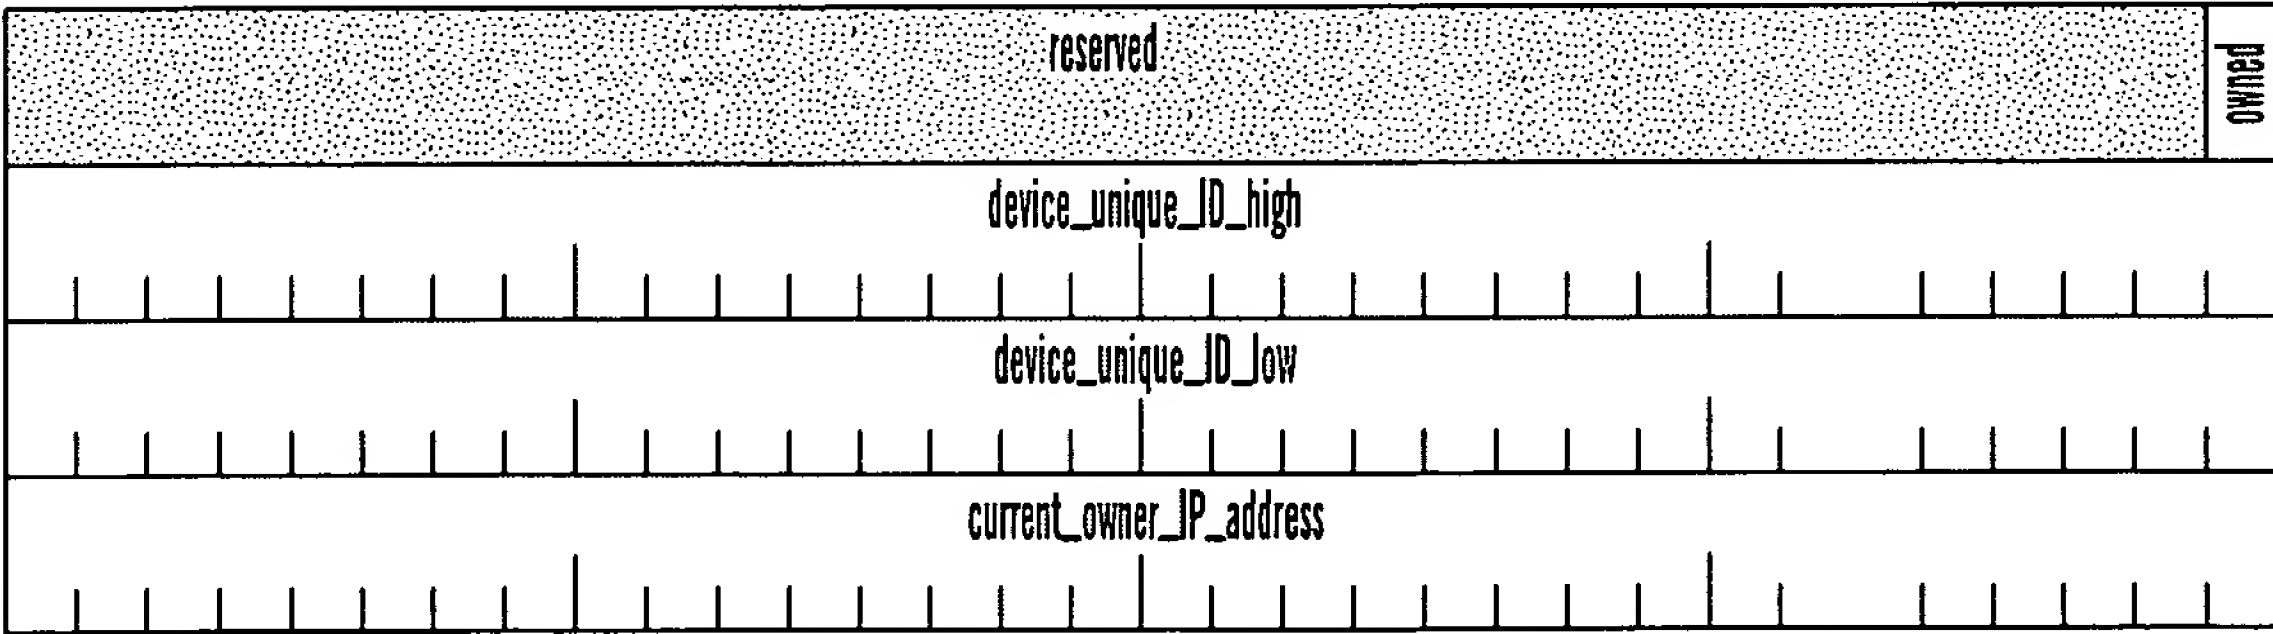 reserved
owned
device_unique_ID_high
device_unique_ID_low
current_owner_IP_address